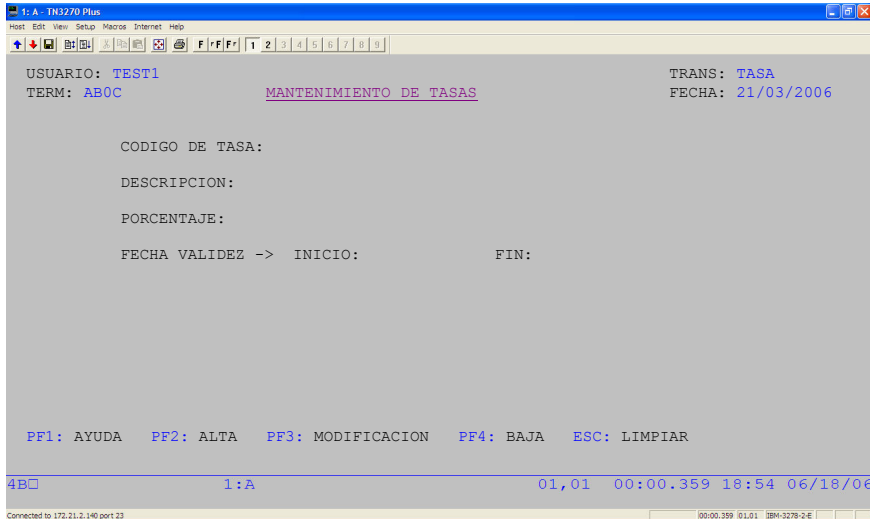 1: A - TN3270 Plus
Host Edit View Setup Macros Internet Help
F rF Fr 1 2 3 4 5 6 7 8 9
USUARIO: TEST1 TRANS: TASA
TERM: AB0C MANTENIMIENTO DE TASAS FECHA: 21/03/2006
CODIGO DE TASA:
DESCRIPCION:
PORCENTAJE:
FECHA VALIDEZ -> INICIO: FIN:
PF1: AYUDA PF2: ALTA PF3: MODIFICACION PF4: BAJA ESC: LIMPIAR
4B□ 1:A 01,01 00:00.359 18:54 06/18/06
Connected to 172.21.2.140 port 23 00:00.359 01,01 IBM-3278-2-E